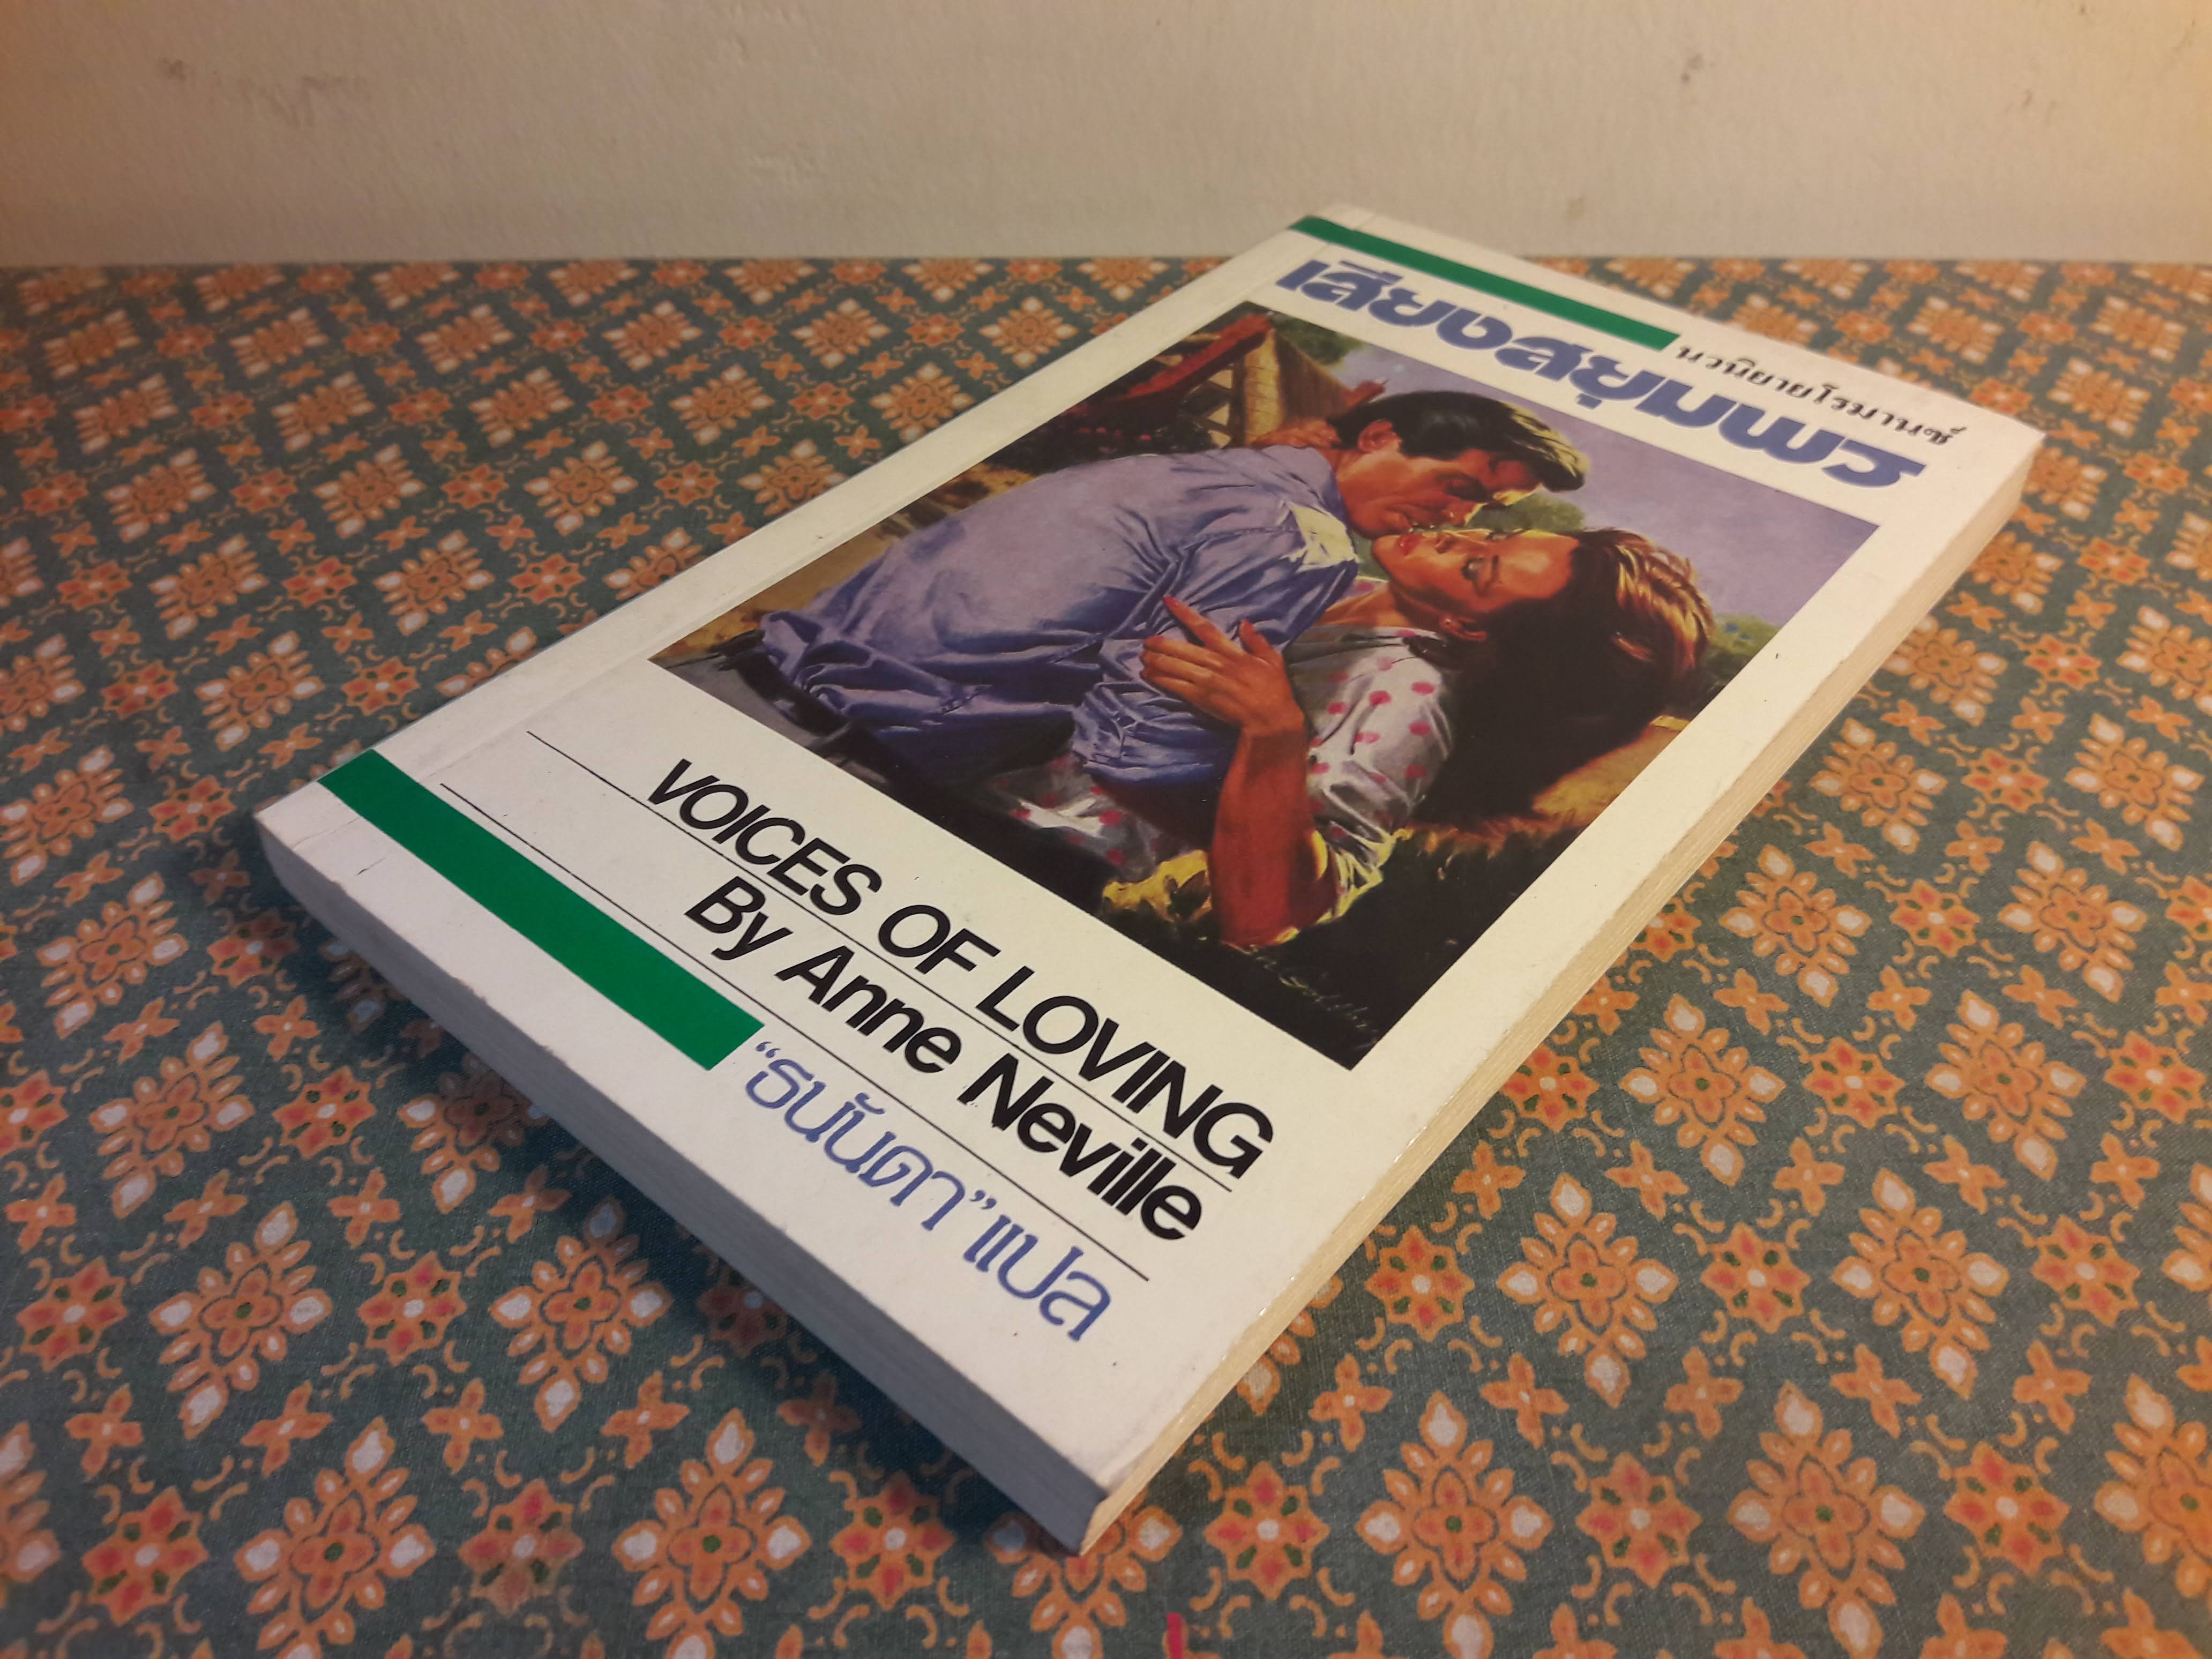 นวนิยายโรมานซ์
เสียงสยุมพร
VOICES OF LOVING
By Anne Neville
“ธนันดา” แปล